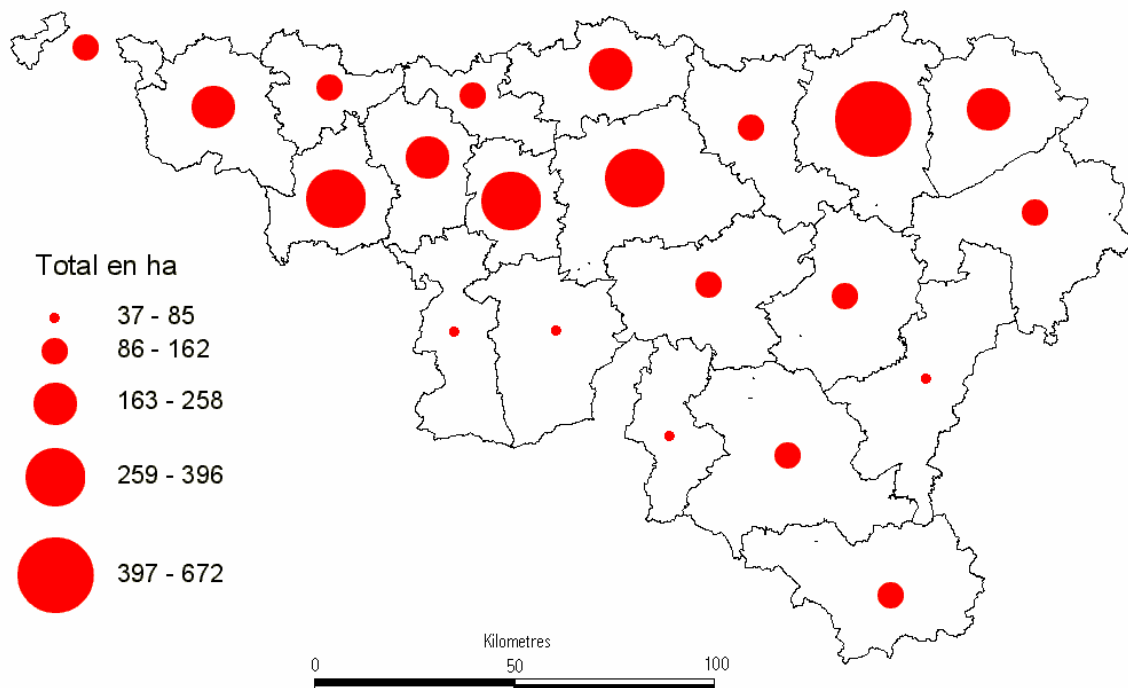 Total en ha
37 - 85
86 - 162
163 - 258
259 - 396
397 - 672
Kilometres
0 50 100